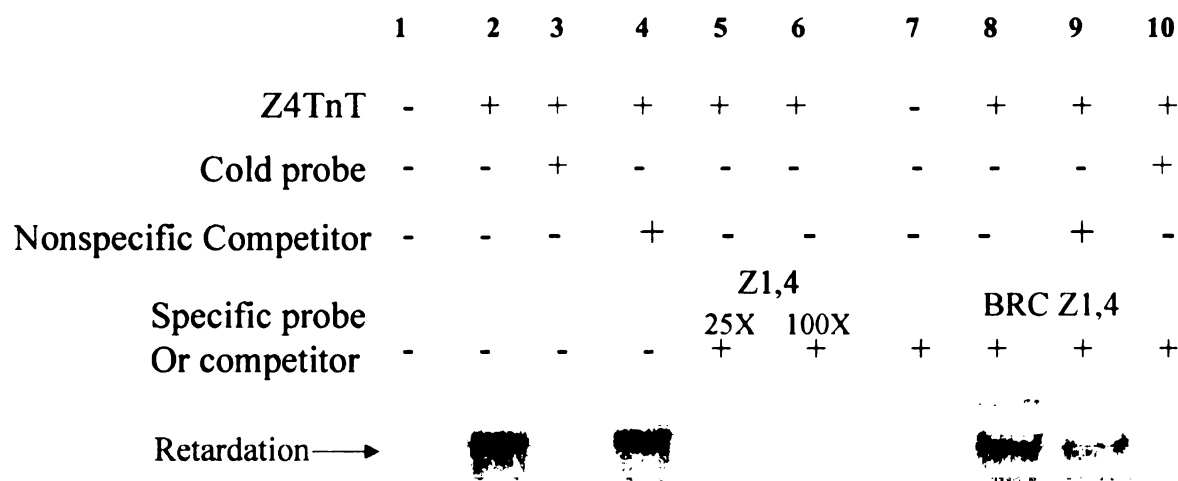 1 2 3 4 5 6 7 8 9 10
Z4TnT - + + + + + - + + +
Cold probe - - + - - - - - - +
Nonspecific Competitor - - - + - - - - + -
Z1,4
BRC Z1,4
Specific probe
25X 100X
Or competitor - - - - + + + + + +
Retardation